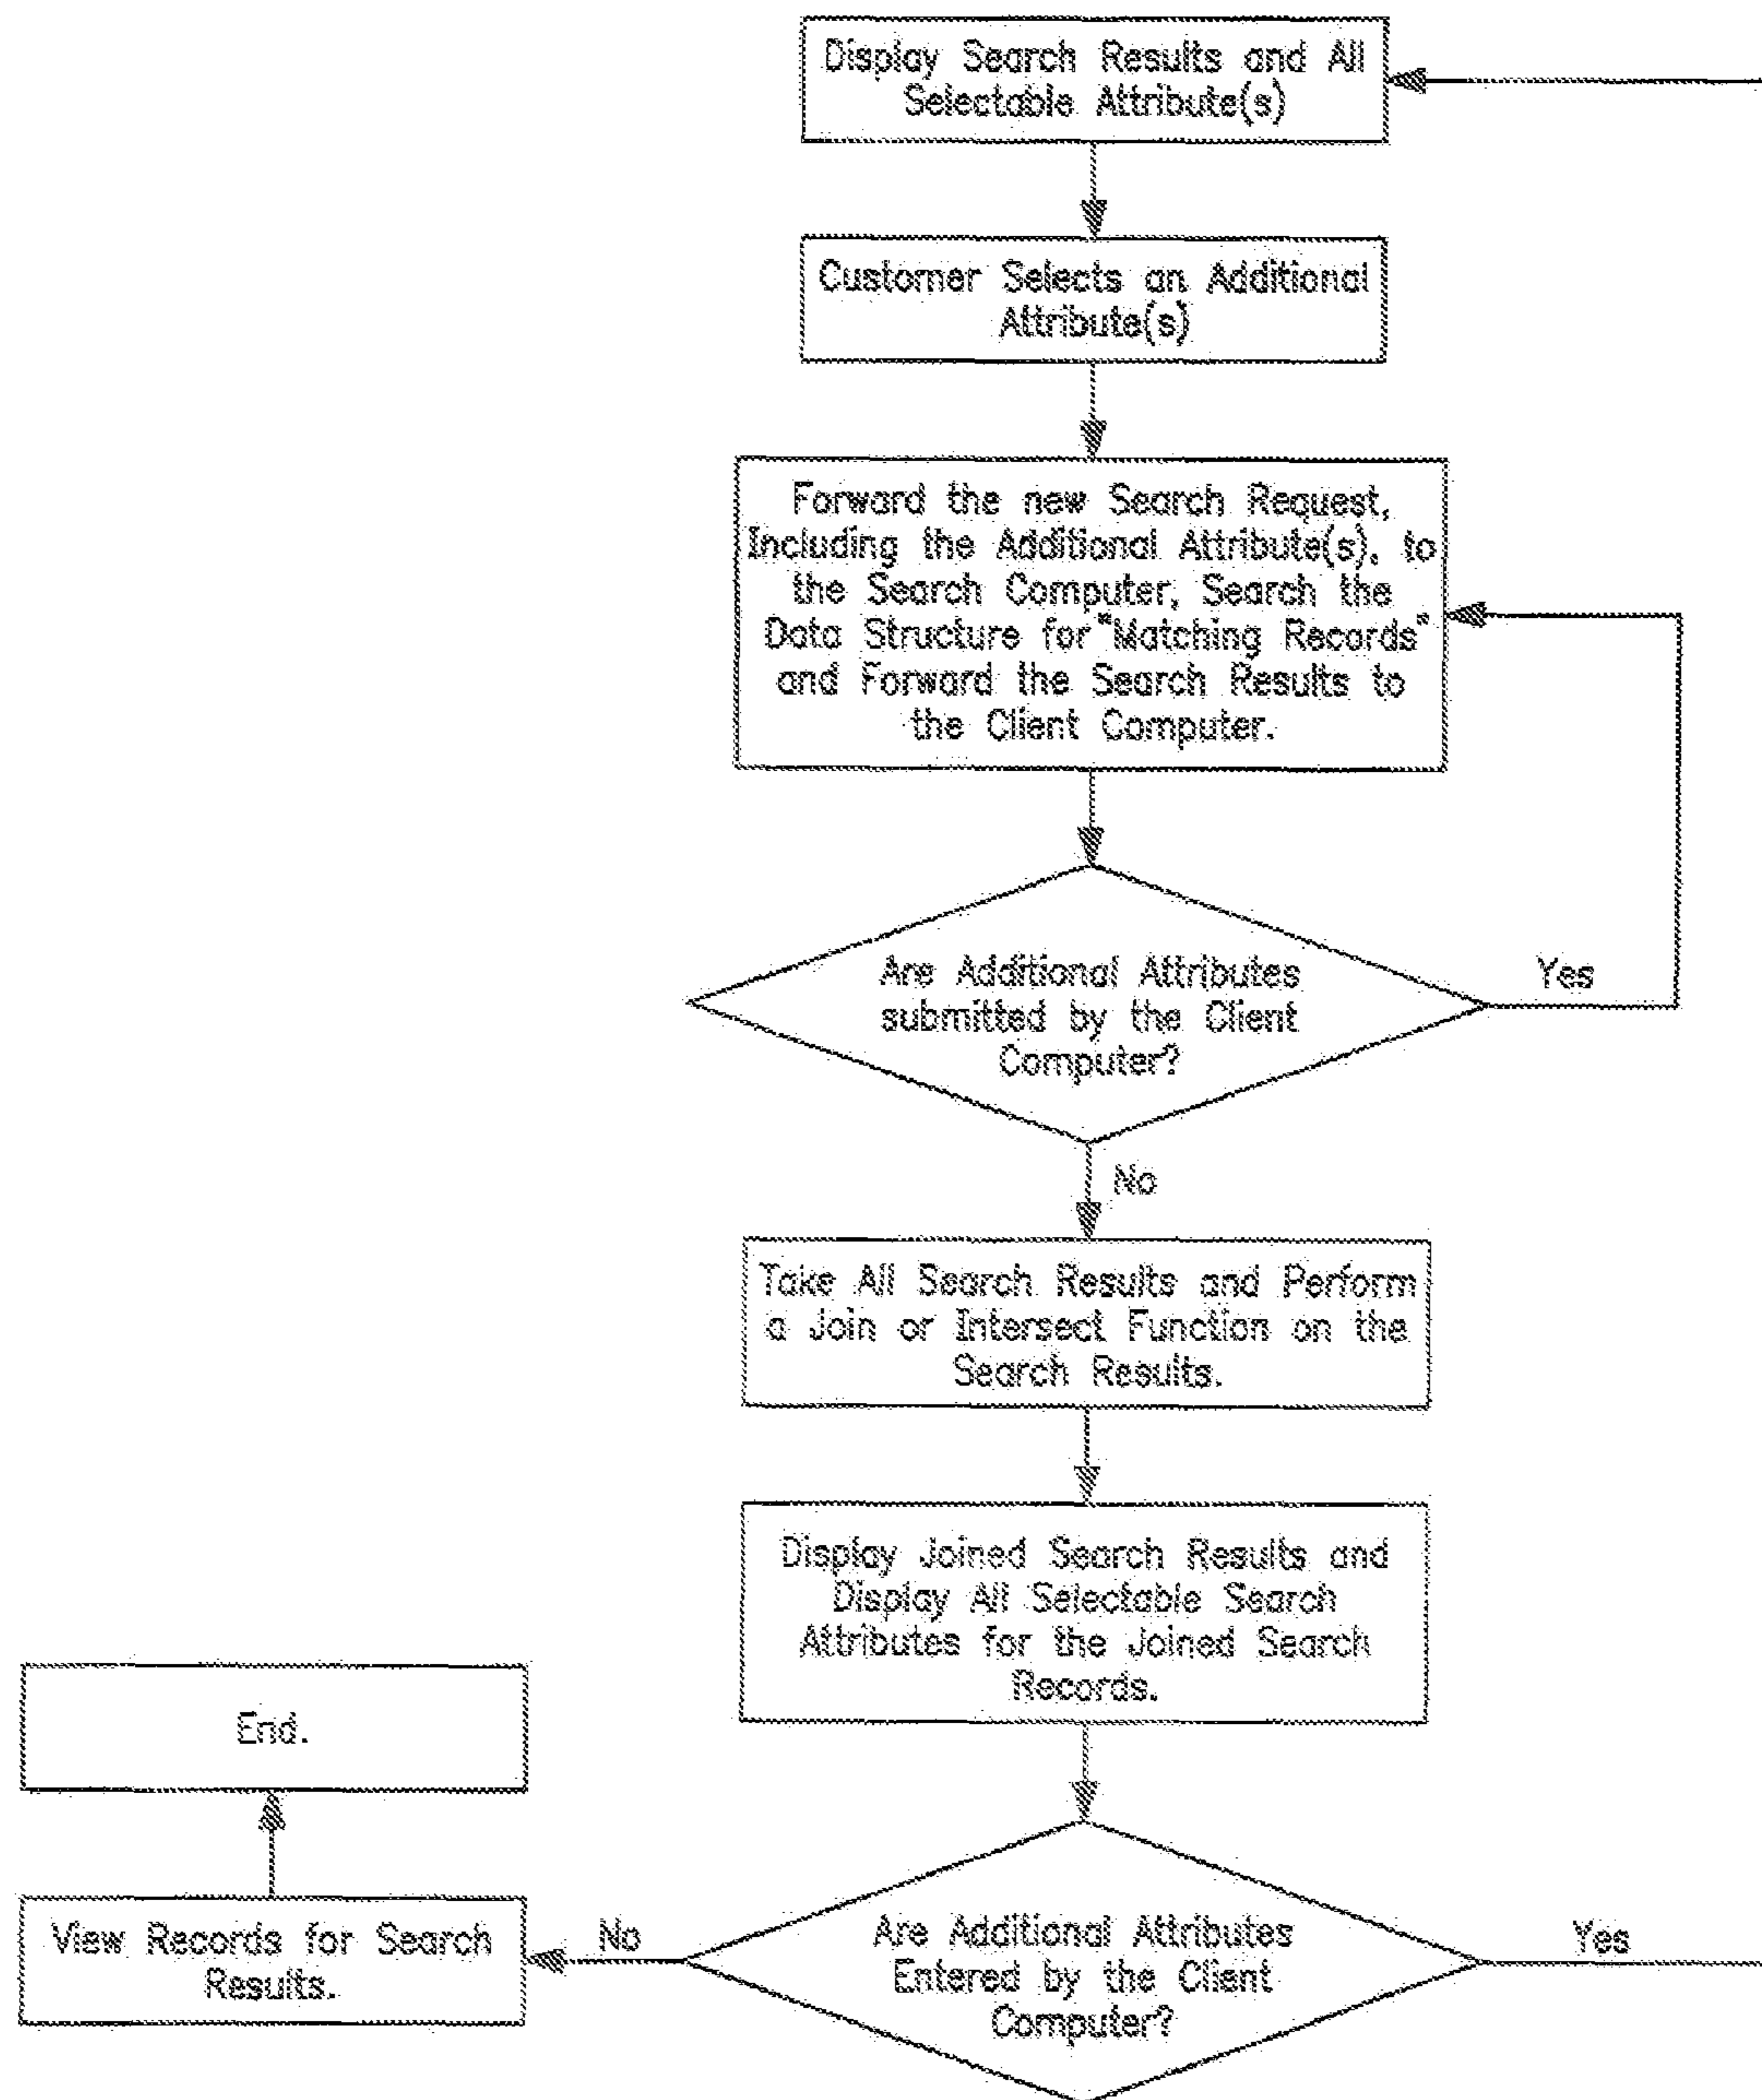 Display Search Results and All
Selectable Attribute(s)
Customer Selects an Additional
Attribute(s)
Forward the new Search Request,
Including the Additional Attribute(s), to
the Search Computer, Search the
Data Structure for "Matching Records"
and Forward the Search Results to
the Client Computer.
Are Additional Attributes
submitted by the Client
Computer?
Yes
No
Take All Search Results and Perform
a Join or Intersect Function on the
Search Results.
Display Joined Search Results and
Display All Selectable Search
Attributes for the Joined Search
Records.
Are Additional Attributes
Entered by the Client
Computer?
Yes
No
View Records for Search
Results.
End.